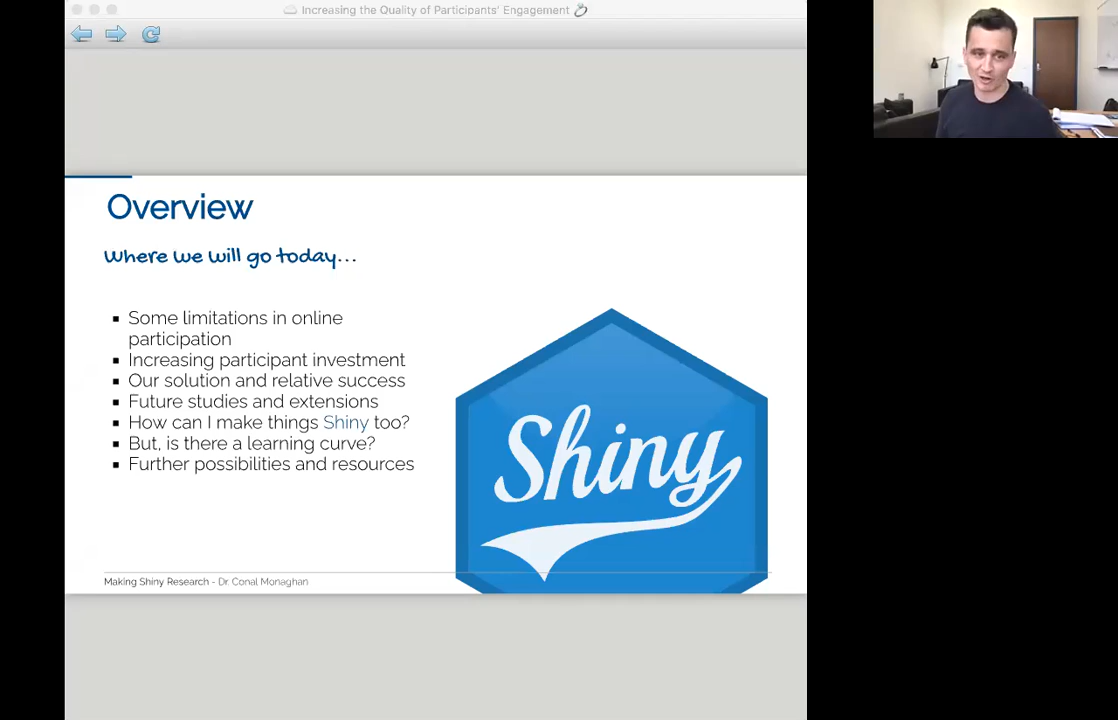 Increasing the Quality of Participants' Engagement
Overview
Where we will go today...
Some limitations in online
participation
Increasing participant investment
Our solution and relative success
Future studies and extensions
How can I make things Shiny too?
But, is there a learning curve?
Further possibilities and resources
Shiny
Making Shiny Research - Dr. Conal Monaghan